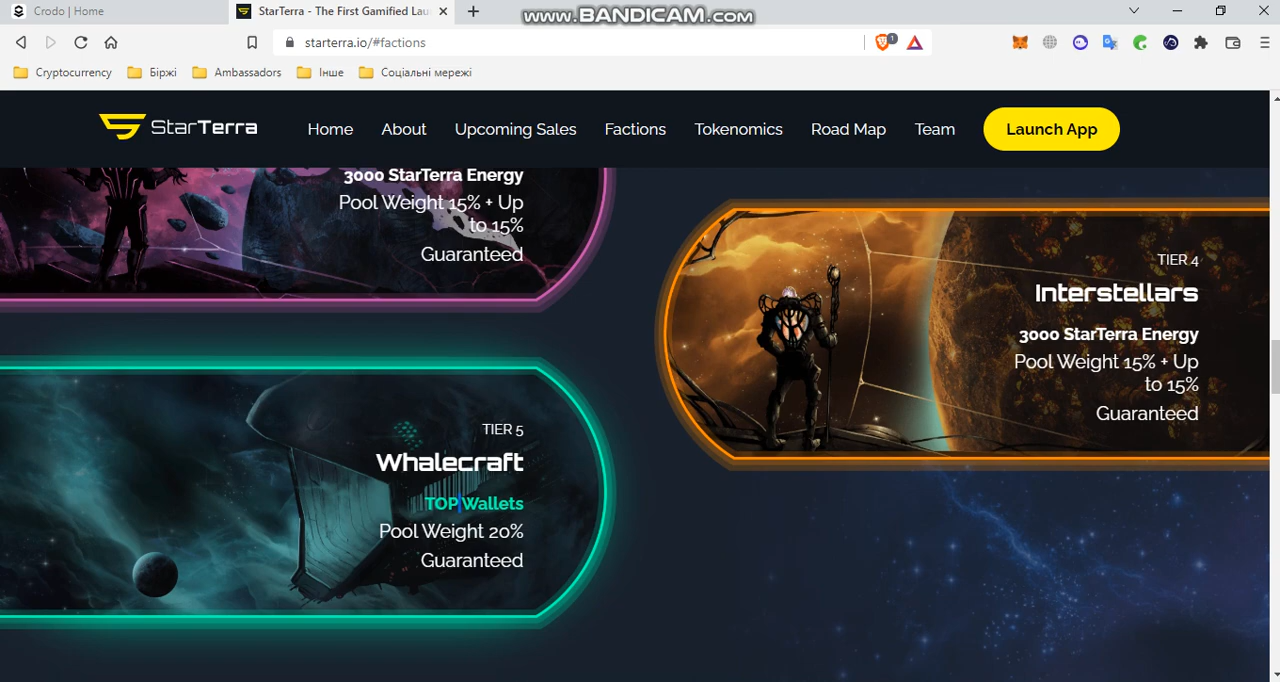 Crodo | Home
StarTerra - The First Gamified Lau
www.BANDICAM.com
starterra.io/#factions
1
Cryptocurrency
Біржі
Ambassadors
Інше
Соціальні мережі
StarTerra
Home
About
Upcoming Sales
Factions
Tokenomics
Road Map
Team
Launch App
3000 StarTerra Energy
Pool Weight 15% + Up
to 15%
Guaranteed
TIER 4
Interstellars
3000 StarTerra Energy
Pool Weight 15% + Up
to 15%
Guaranteed
TIER 5
Whalecraft
TOP Wallets
Pool Weight 20%
Guaranteed